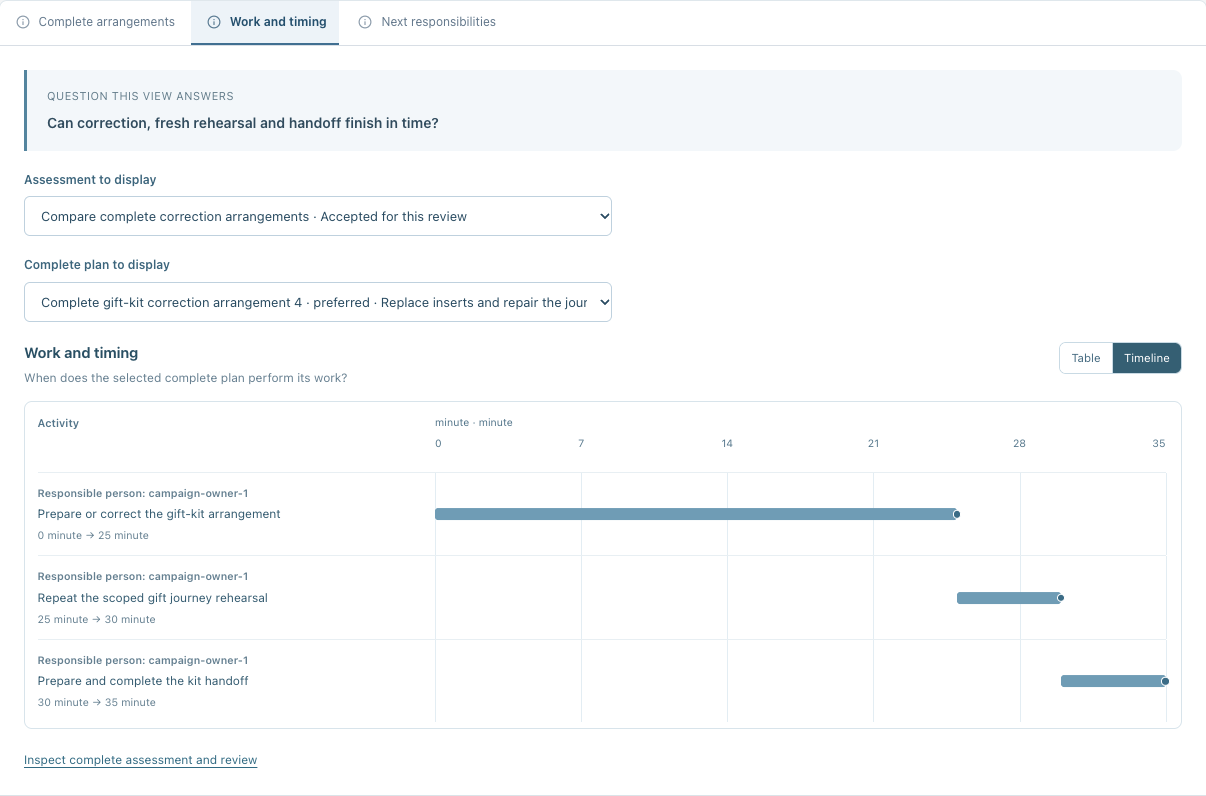 Complete arrangements
Work and timing
Next responsibilities
QUESTION THIS VIEW ANSWERS
Can correction, fresh rehearsal and handoff finish in time?
Assessment to display
Compare complete correction arrangements · Accepted for this review
Complete plan to display
Complete gift-kit correction arrangement 4 · preferred · Replace inserts and repair the jour
Work and timing
When does the selected complete plan perform its work?
Table
Timeline
Activity
minute · minute
0 7 14 21 28 35
Responsible person: campaign-owner-1
Prepare or correct the gift-kit arrangement
0 minute → 25 minute
Responsible person: campaign-owner-1
Repeat the scoped gift journey rehearsal
25 minute → 30 minute
Responsible person: campaign-owner-1
Prepare and complete the kit handoff
30 minute → 35 minute
Inspect complete assessment and review